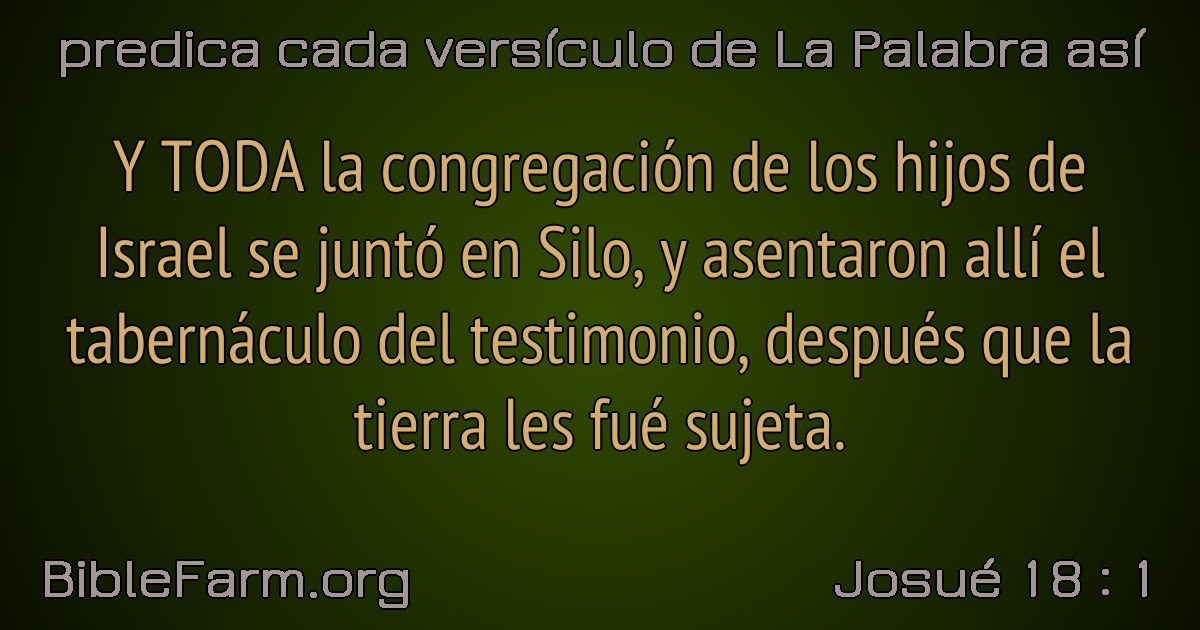 predica cada versículo de La Palabra así
Y TODA la congregación de los hijos de
Israel se juntó en Silo, y asentaron allí el
tabernáculo del testimonio, después que la
tierra les fué sujeta.
BibleFarm.org
Josué 18 : 1